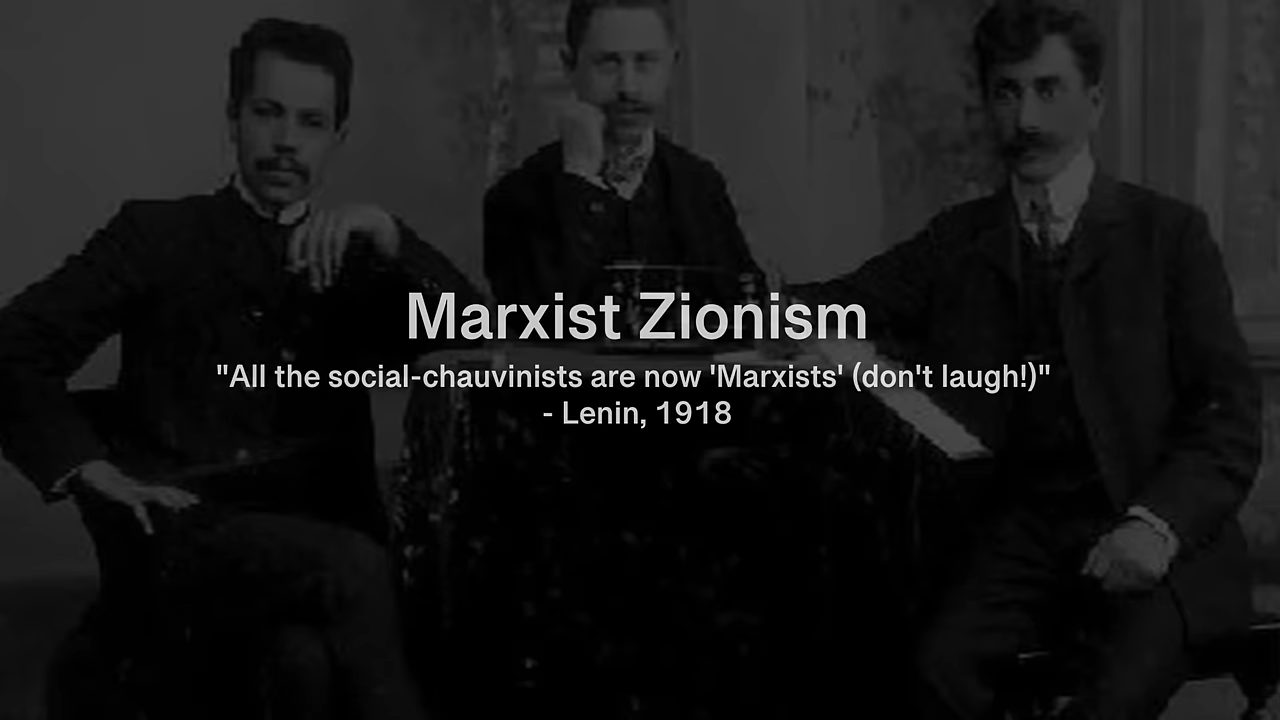 Marxist Zionism
"All the social-chauvinists are now 'Marxists' (don't laugh!)"
- Lenin, 1918